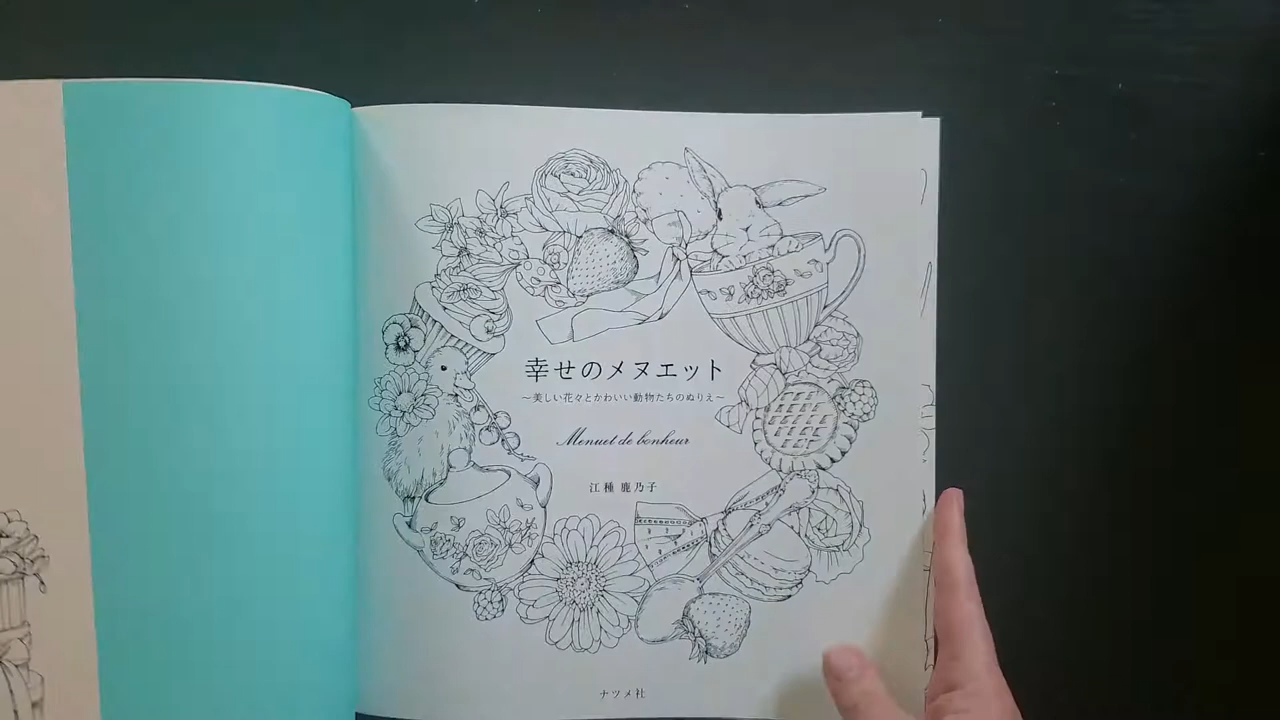 幸せのメヌエット
～美しい花々とかわいい動物たちのぬりえ～
Menuet de bonheur
江種 鹿乃子
ナツメ社